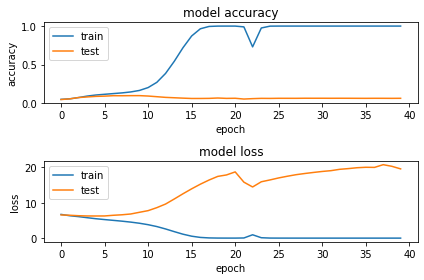 model accuracy
1.0
0.5
0.0
accuracy
train
test
0 5 10 15 20 25 30 35 40
epoch
model loss
20
10
0
loss
train
test
0 5 10 15 20 25 30 35 40
epoch